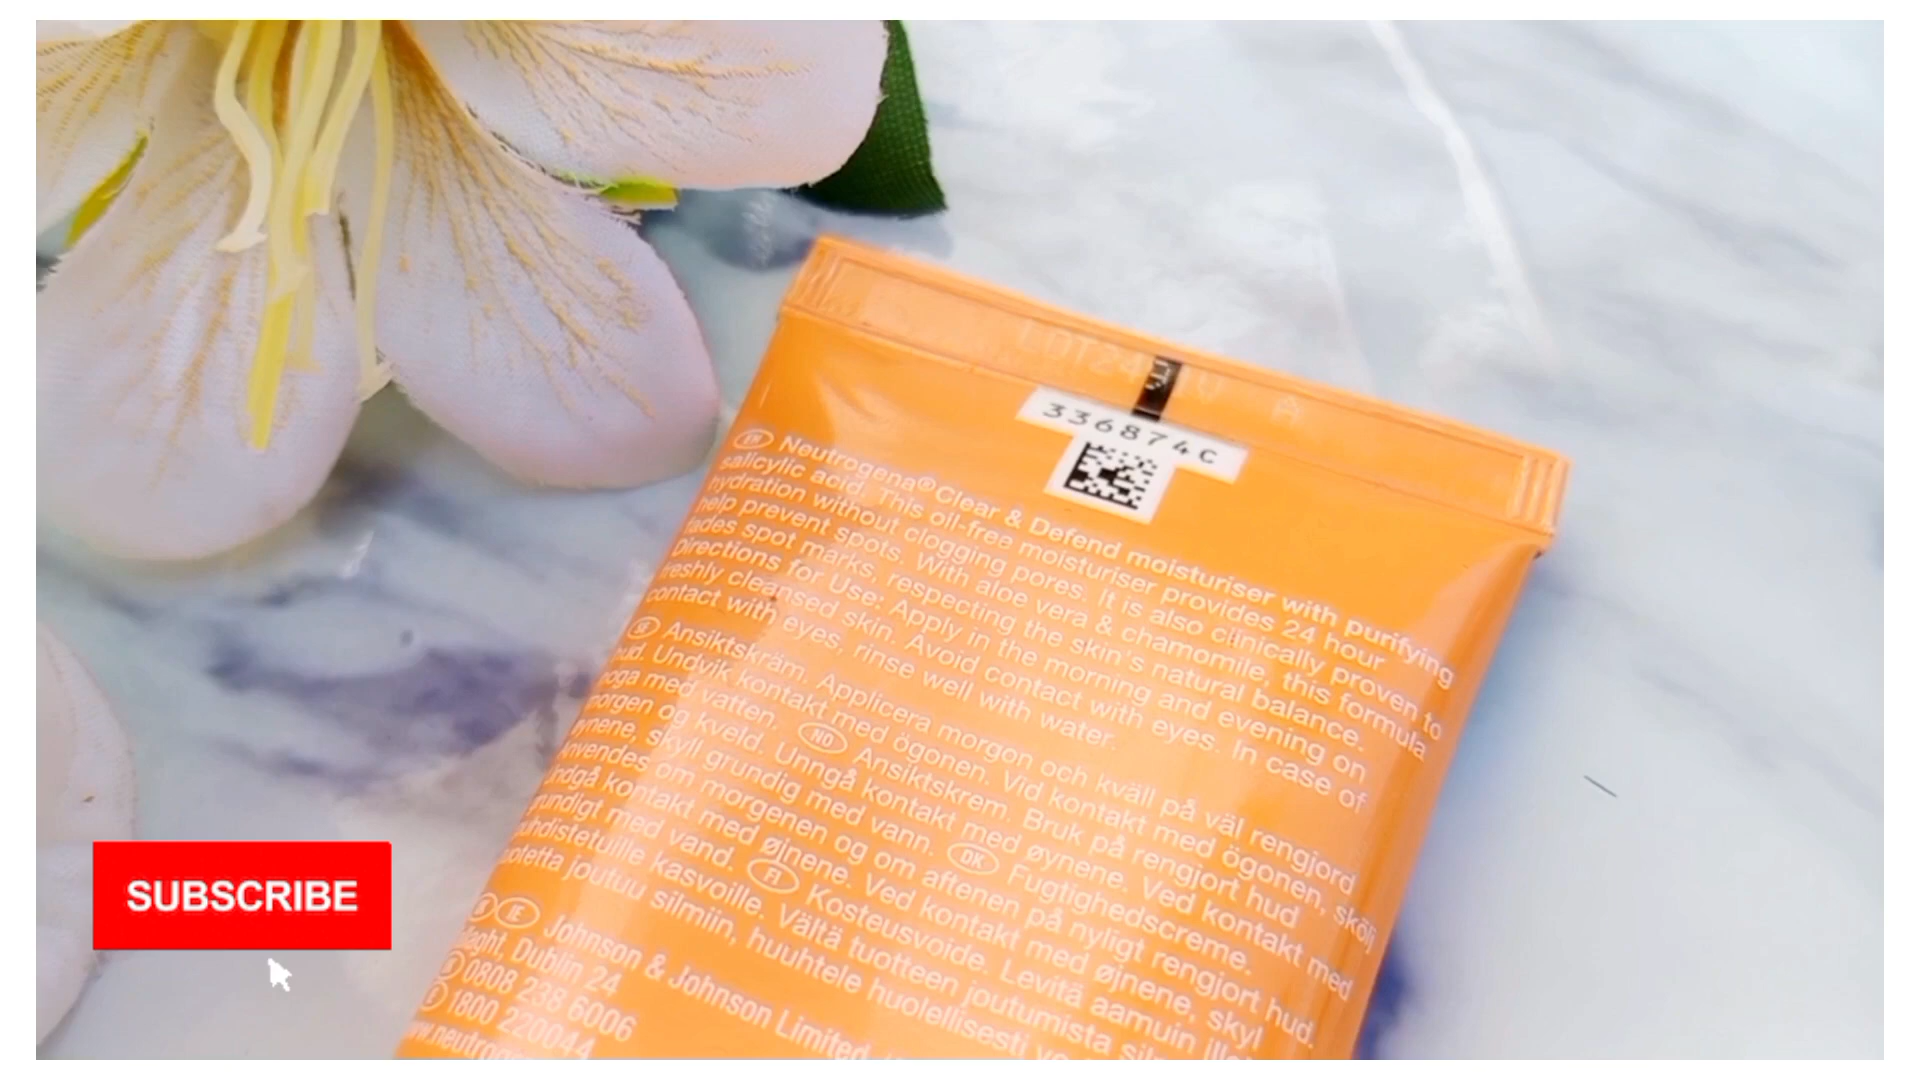 LOT24
336874C
EN Neutrogena® Clear & Defend moisturiser with purifying
salicylic acid. This oil-free moisturiser provides 24 hour
hydration without clogging pores. It is also clinically proven to
help prevent spots. With aloe vera & chamomile, this formula
fades spot marks, respecting the skin's natural balance.
Directions for Use: Apply in the morning and evening on
freshly cleansed skin. Avoid contact with eyes. In case of
contact with eyes, rinse well with water.
SE Ansiktskräm. Applicera morgon och kväll på väl rengjord
hud. Undvik kontakt med ögonen. Vid kontakt med ögonen, skölj
noga med vatten. NO Ansiktskrem. Bruk på rengjort hud
morgen og kveld. Unngå kontakt med øynene. Ved kontakt med
øynene, skyll grundig med vann. DK Fugtighedscreme.
Anvendes om morgenen og om aftenen på nyligt rengjort hud.
Undgå kontakt med øjnene. Ved kontakt med øjnene, skyl
grundigt med vand. FI Kosteusvoide. Levitä aamuin
puhdistetuille kasvoille. Vältä tuotteen joutumista
joutuu silmiin, huuhtele huolellisesti
IE Johnson & Johnson Limited,
Dublin 24
0808 238 6006
1800 220044
SUBSCRIBE